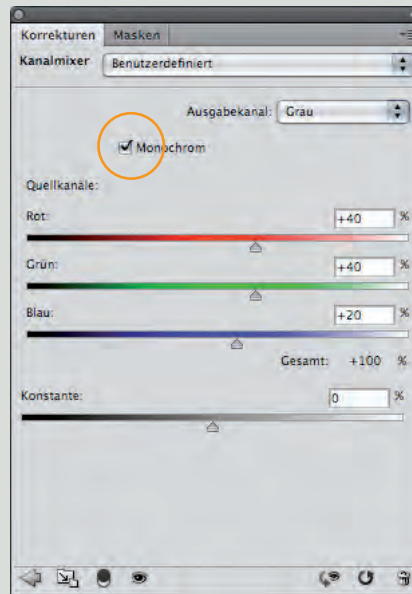 Korrekturen Masken
Kanalmixer Benutzerdefiniert
Ausgabekanal: Grau
Monochrom
Quellkanäle:
Rot: +40 %
Grün: +40 %
Blau: +20 %
Gesamt: +100 %
Konstante: 0 %